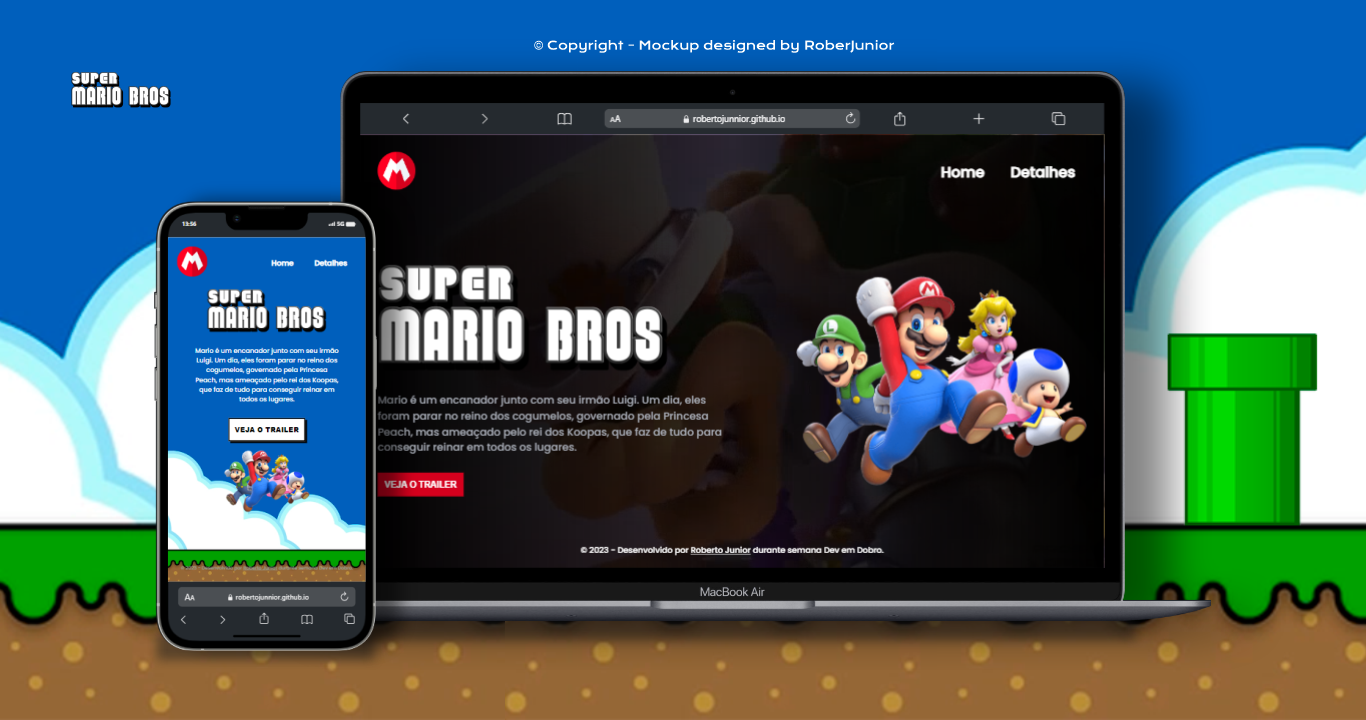 © Copyright - Mockup designed by RoberJunior
SUPER
MARIO BROS
AA robertojunnior.github.io
M
Home Detalhes
SUPER
MARIO BROS
Mario é um encanador junto com seu irmão Luigi. Um dia, eles
foram parar no reino dos cogumelos, governado pela Princesa
Peach, mas ameaçado pelo rei dos Koopas, que faz de tudo para
conseguir reinar em todos os lugares.
VEJA O TRAILER
© 2023 - Desenvolvido por Roberto Junior durante semana Dev em Dobro.
MacBook Air
13:56 5G
M
Home Detalhes
SUPER
MARIO BROS
Mario é um encanador junto com seu irmão
Luigi. Um dia, eles foram parar no reino dos
cogumelos, governado pela Princesa
Peach, mas ameaçado pelo rei dos Koopas,
que faz de tudo para conseguir reinar em
todos os lugares.
VEJA O TRAILER
AA robertojunnior.github.io